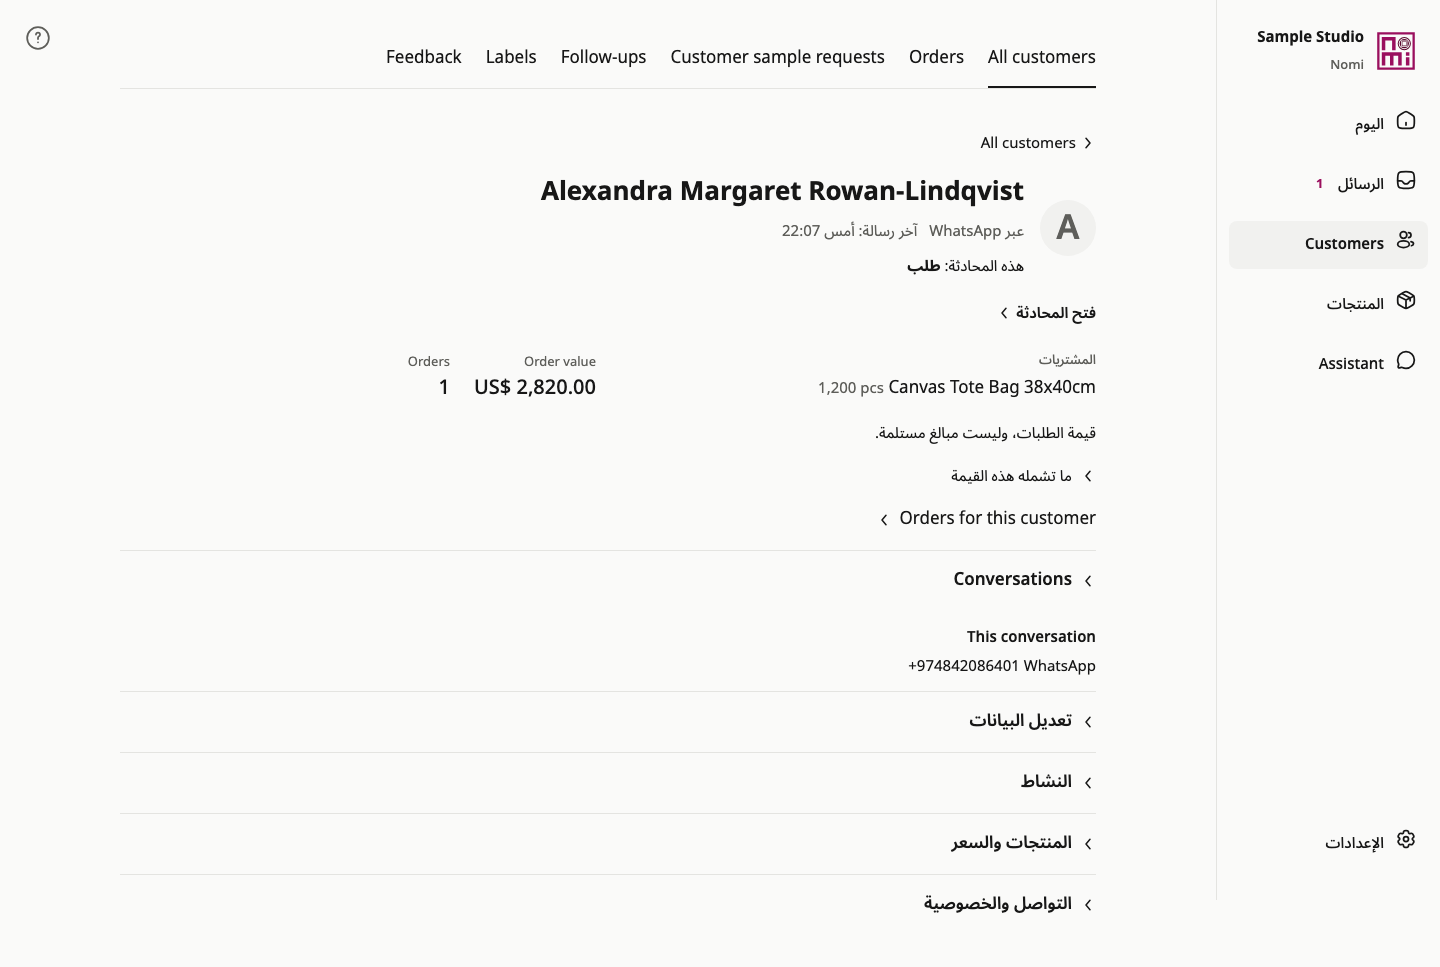 Sample Studio
Nomi
اليوم
الرسائل 1
Customers
المنتجات
Assistant
الإعدادات
All customers Orders Customer sample requests Follow-ups Labels Feedback
All customers
Alexandra Margaret Rowan-Lindqvist
A
عبر WhatsApp آخر رسالة: أمس 22:07
هذه المحادثة: طلب
فتح المحادثة
المشتريات
Canvas Tote Bag 38x40cm 1,200 pcs
Order value
US$ 2,820.00
Orders
1
قيمة الطلبات، وليست مبالغ مستلمة.
ما تشمله هذه القيمة
Orders for this customer
Conversations
This conversation
+974842086401 WhatsApp
تعديل البيانات
النشاط
المنتجات والسعر
التواصل والخصوصية